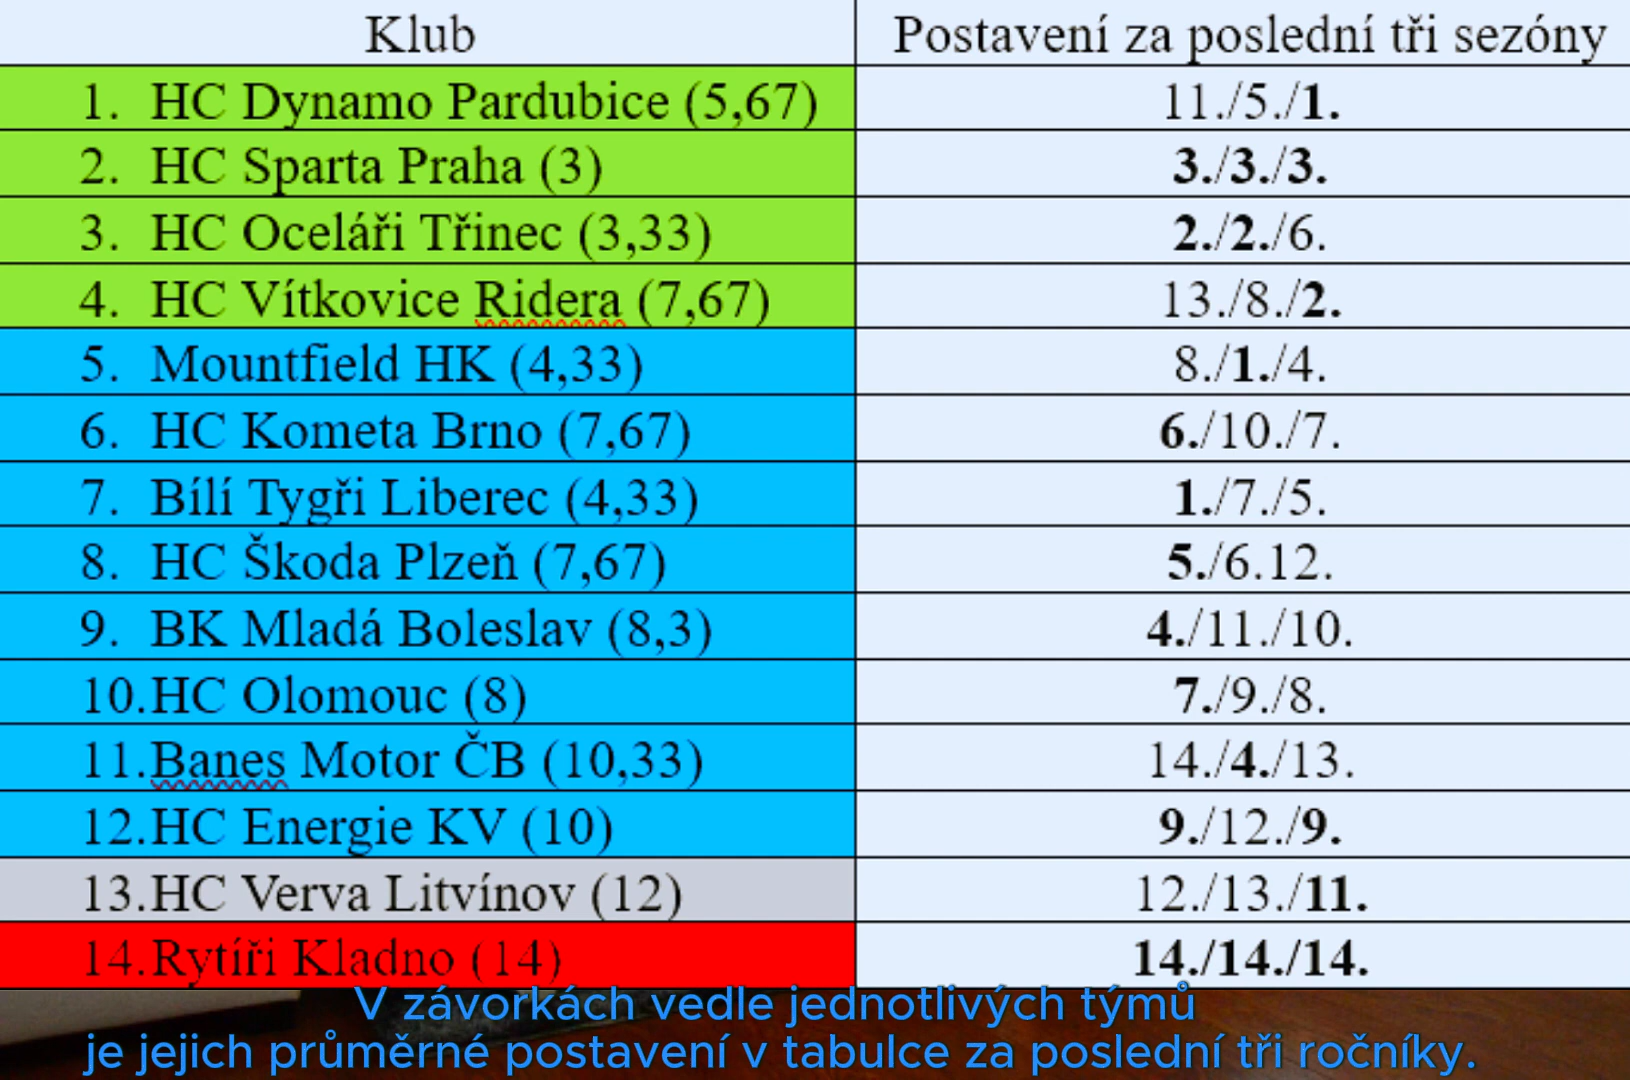 Klub Postavení za poslední tři sezóny
1. HC Dynamo Pardubice (5,67) 11./5./1.
2. HC Sparta Praha (3) 3./3./3.
3. HC Oceláři Třinec (3,33) 2./2./6.
4. HC Vítkovice Ridera (7,67) 13./8./2.
5. Mountfield HK (4,33) 8./1./4.
6. HC Kometa Brno (7,67) 6./10./7.
7. Bílí Tygři Liberec (4,33) 1./7./5.
8. HC Škoda Plzeň (7,67) 5./6.12.
9. BK Mladá Boleslav (8,3) 4./11./10.
10. HC Olomouc (8) 7./9./8.
11. Banes Motor ČB (10,33) 14./4./13.
12. HC Energie KV (10) 9./12./9.
13. HC Verva Litvínov (12) 12./13./11.
14. Rytíři Kladno (14) 14./14./14.
V závorkách vedle jednotlivých týmů
je jejich průměrné postavení v tabulce za poslední tři ročníky.